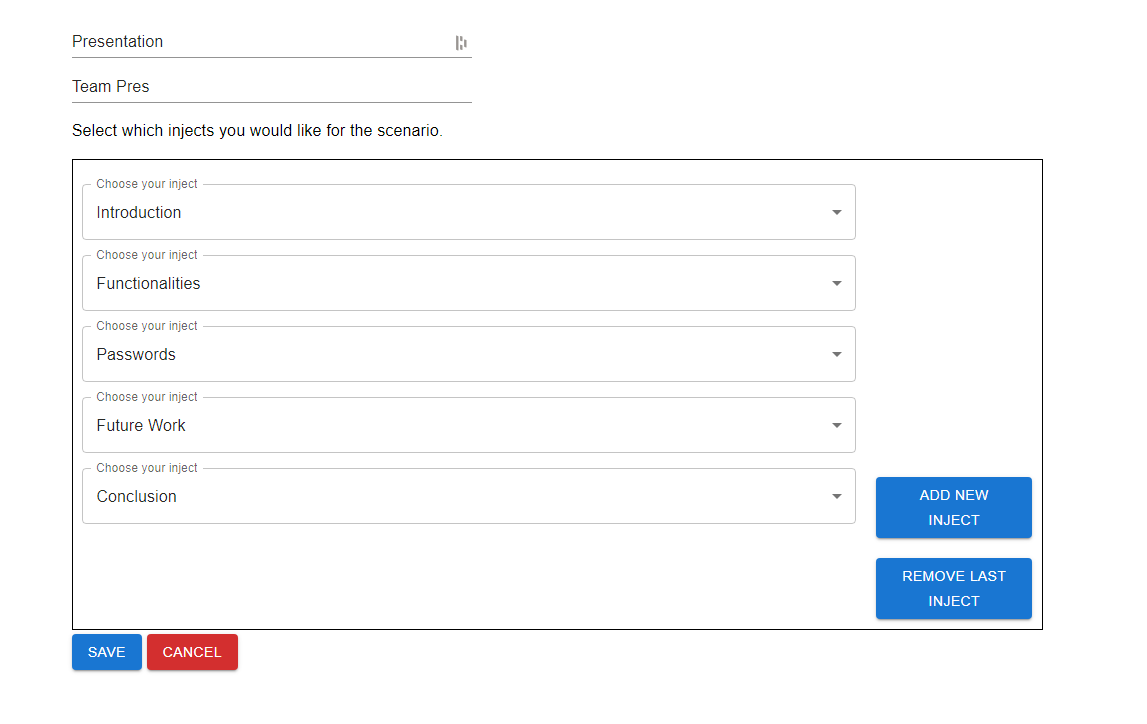 Presentation
Team Pres
Select which injects you would like for the scenario.
Choose your inject
Introduction
Choose your inject
Functionalities
Choose your inject
Passwords
Choose your inject
Future Work
Choose your inject
Conclusion
ADD NEW
INJECT
REMOVE LAST
INJECT
SAVE
CANCEL